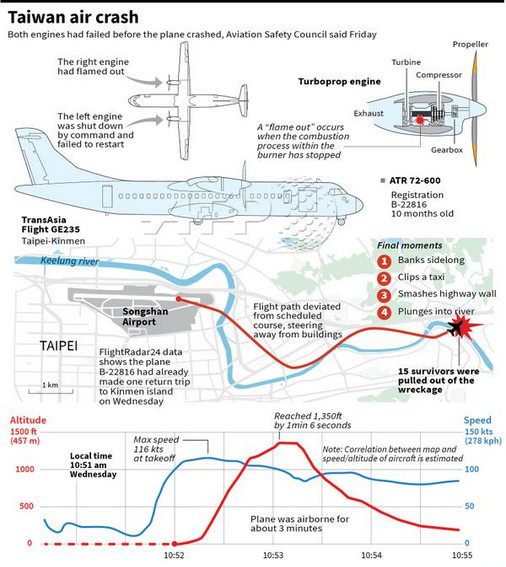 Taiwan air crash
Both engines had failed before the plane crashed, Aviation Safety Council said Friday
The right engine
had flamed out
The left engine
was shut down
by command and
failed to restart
Turboprop engine
Propeller
Turbine
Compressor
Exhaust
Gearbox
A “flame out” occurs
when the combustion
process within the
burner has stopped
ATR 72-600
Registration
B-22816
10 months old
TransAsia
Flight GE235
Taipei-Kinmen
Keelung river
Final moments
1 Banks sidelong
2 Clips a taxi
3 Smashes highway wall
4 Plunges into river
Songshan
Airport
Flight path deviated
from scheduled
course, steering
away from buildings
TAIPEI
FlightRadar24 data
shows the plane
B-22816 had already
made one return trip
to Kinmen island
on Wednesday
1 km
15 survivors were
pulled out of the
wreckage
Altitude
1500 ft
(457 m)
Reached 1,350ft
by 1min 6 seconds
Speed
150 kts
(278 kph)
Max speed
116 kts
at takeoff
Local time
10:51 am
Wednesday
Note: Correlation between map and
speed/altitude of aircraft is estimated
1000
100
500
50
Plane was airborne for
about 3 minutes
0
0
10:52
10:53
10:54
10:55